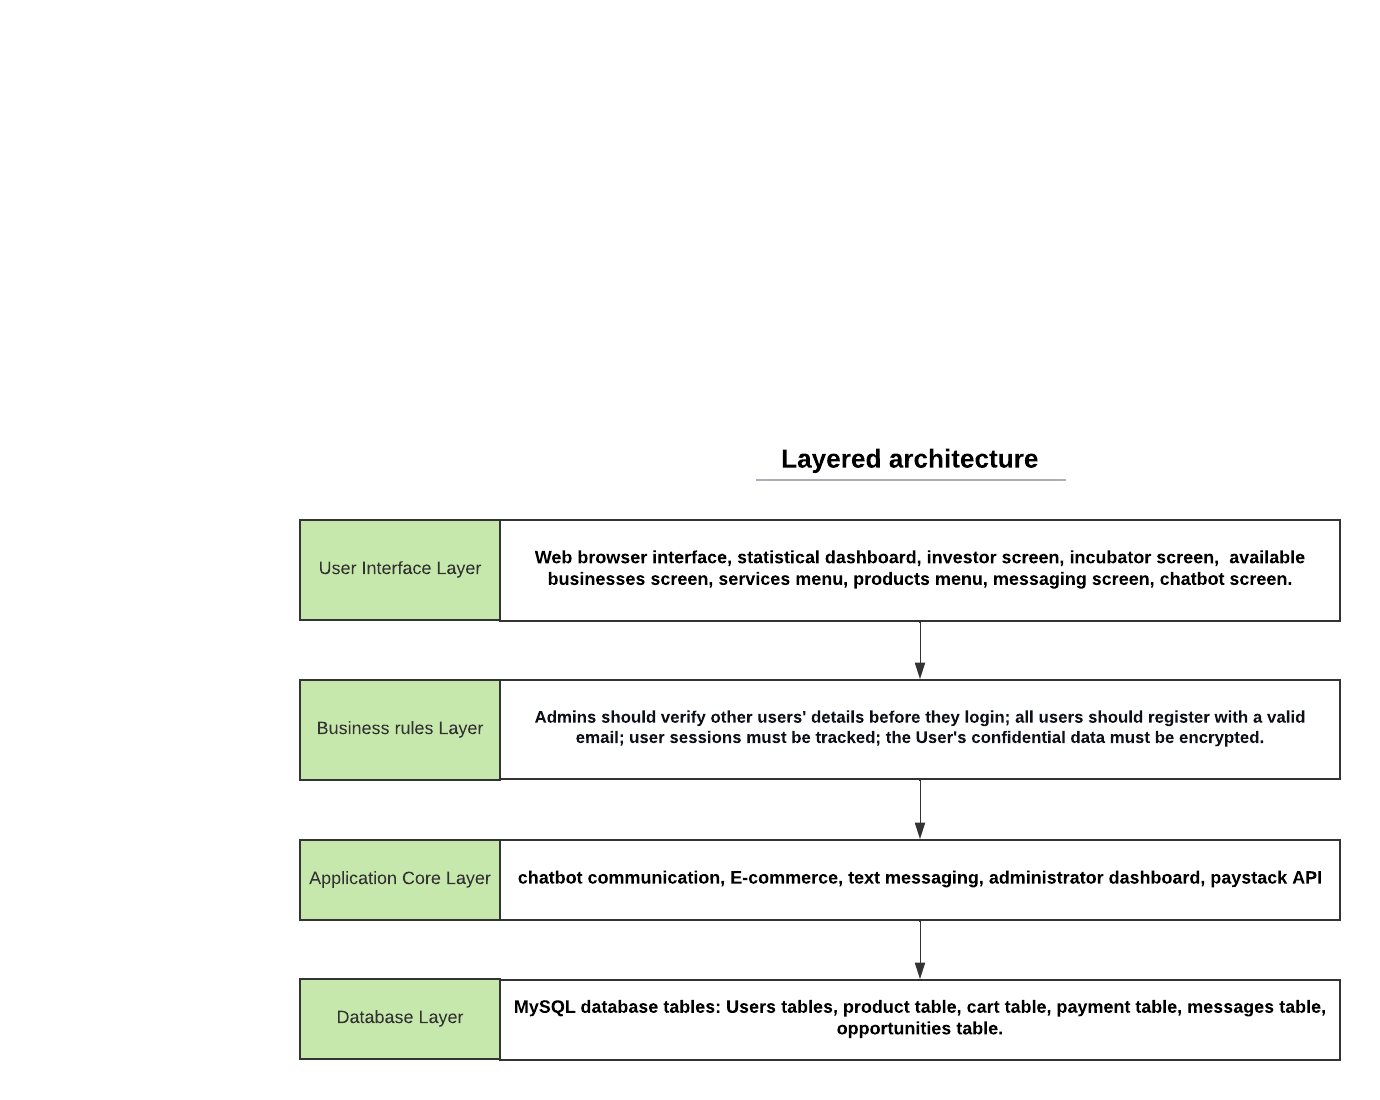 Layered architecture
User Interface Layer
Web browser interface, statistical dashboard, investor screen, incubator screen,  available
businesses screen, services menu, products menu, messaging screen, chatbot screen.
Business rules Layer
Admins should verify other users' details before they login; all users should register with a valid
email; user sessions must be tracked; the User's confidential data must be encrypted.
Application Core Layer
chatbot communication, E-commerce, text messaging, administrator dashboard, paystack API
Database Layer
MySQL database tables: Users tables, product table, cart table, payment table, messages table,
opportunities table.